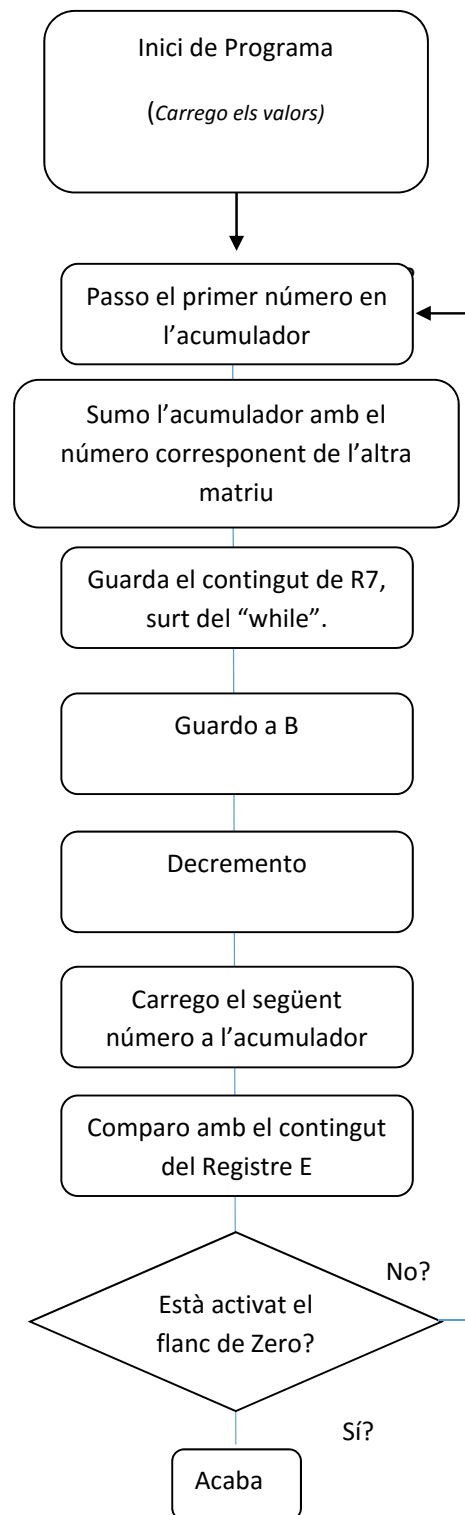 Inici de Programa
(Carrego els valors)
Passo el primer número en
l’acumulador
Sumo l’acumulador amb el
número corresponent de l’altra
matriu
Guarda el contingut de R7,
surt del “while”.
Guardo a B
Decremento
Carrego el següent
número a l’acumulador
Comparo amb el contingut
del Registre E
No?
Està activat el
flanc de Zero?
Sí?
Acaba